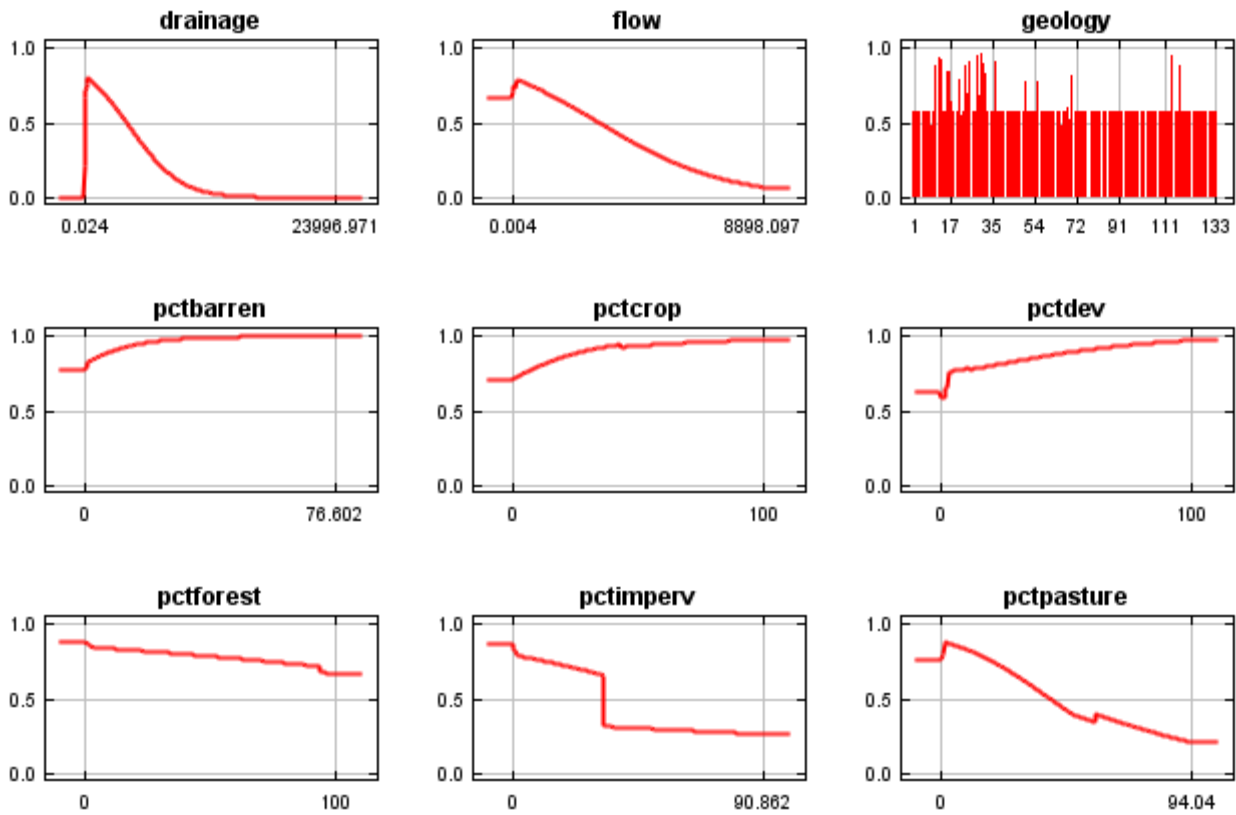 drainage flow geology
1.0 1.0 1.0
0.5 0.5 0.5
0.0 0.0 0.0
0.024 23996.971 0.004 8898.097 1 17 35 54 72 91 111 133
pctbarren pctcrop pctdev
1.0 1.0 1.0
0.5 0.5 0.5
0.0 0.0 0.0
0 76.602 0 100 0 100
pctforest pctimperv pctpasture
1.0 1.0 1.0
0.5 0.5 0.5
0.0 0.0 0.0
0 100 0 90.862 0 94.04